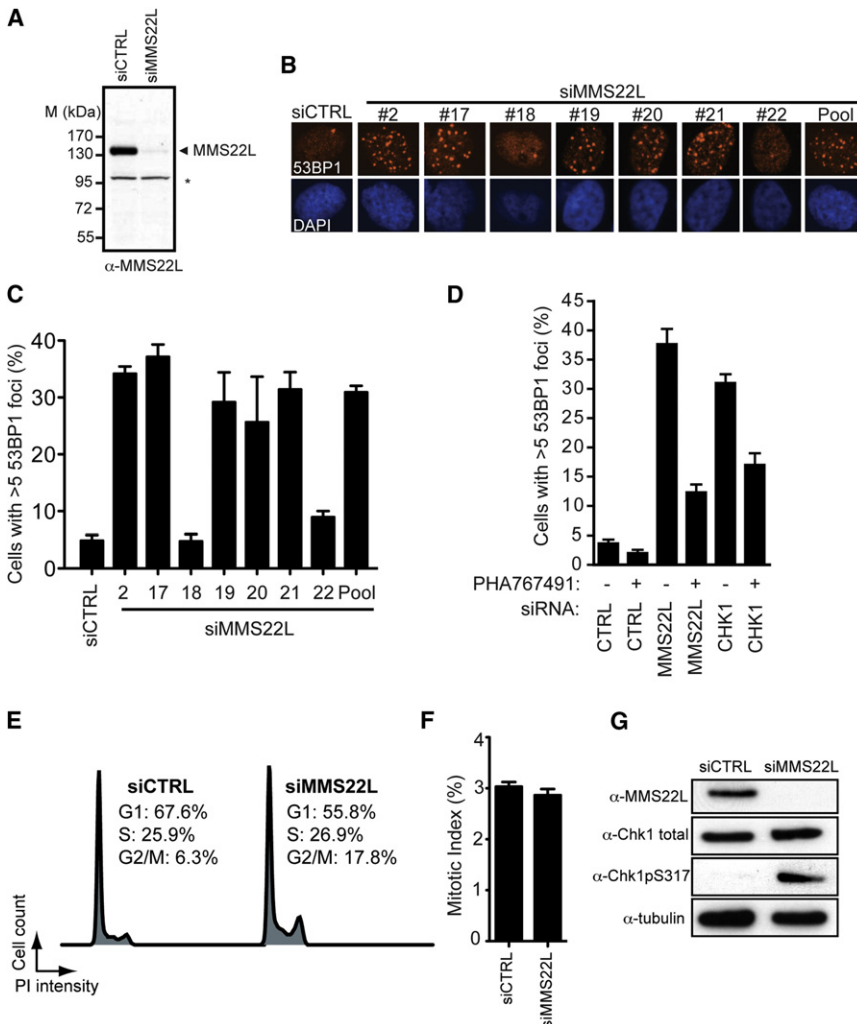 A
siCTRL
siMMS22L
M (kDa)
170
130
95
72
55
◄ MMS22L
*
α-MMS22L
B
siMMS22L
siCTRL #2 #17 #18 #19 #20 #21 #22 Pool
53BP1
DAPI
C
Cells with >5 53BP1 foci (%)
40
30
20
10
0
siCTRL
2 17 18 19 20 21 22 Pool
siMMS22L
D
Cells with >5 53BP1 foci (%)
45
40
35
30
25
20
15
10
5
0
PHA767491: - + - + - +
siRNA: CTRL CTRL MMS22L MMS22L CHK1 CHK1
E
siCTRL
G1: 67.6%
S: 25.9%
G2/M: 6.3%
siMMS22L
G1: 55.8%
S: 26.9%
G2/M: 17.8%
Cell count
PI intensity
F
Mitotic Index (%)
4
3
2
1
0
siCTRL
siMMS22L
G
siCTRL siMMS22L
α-MMS22L
α-Chk1 total
α-Chk1pS317
α-tubulin